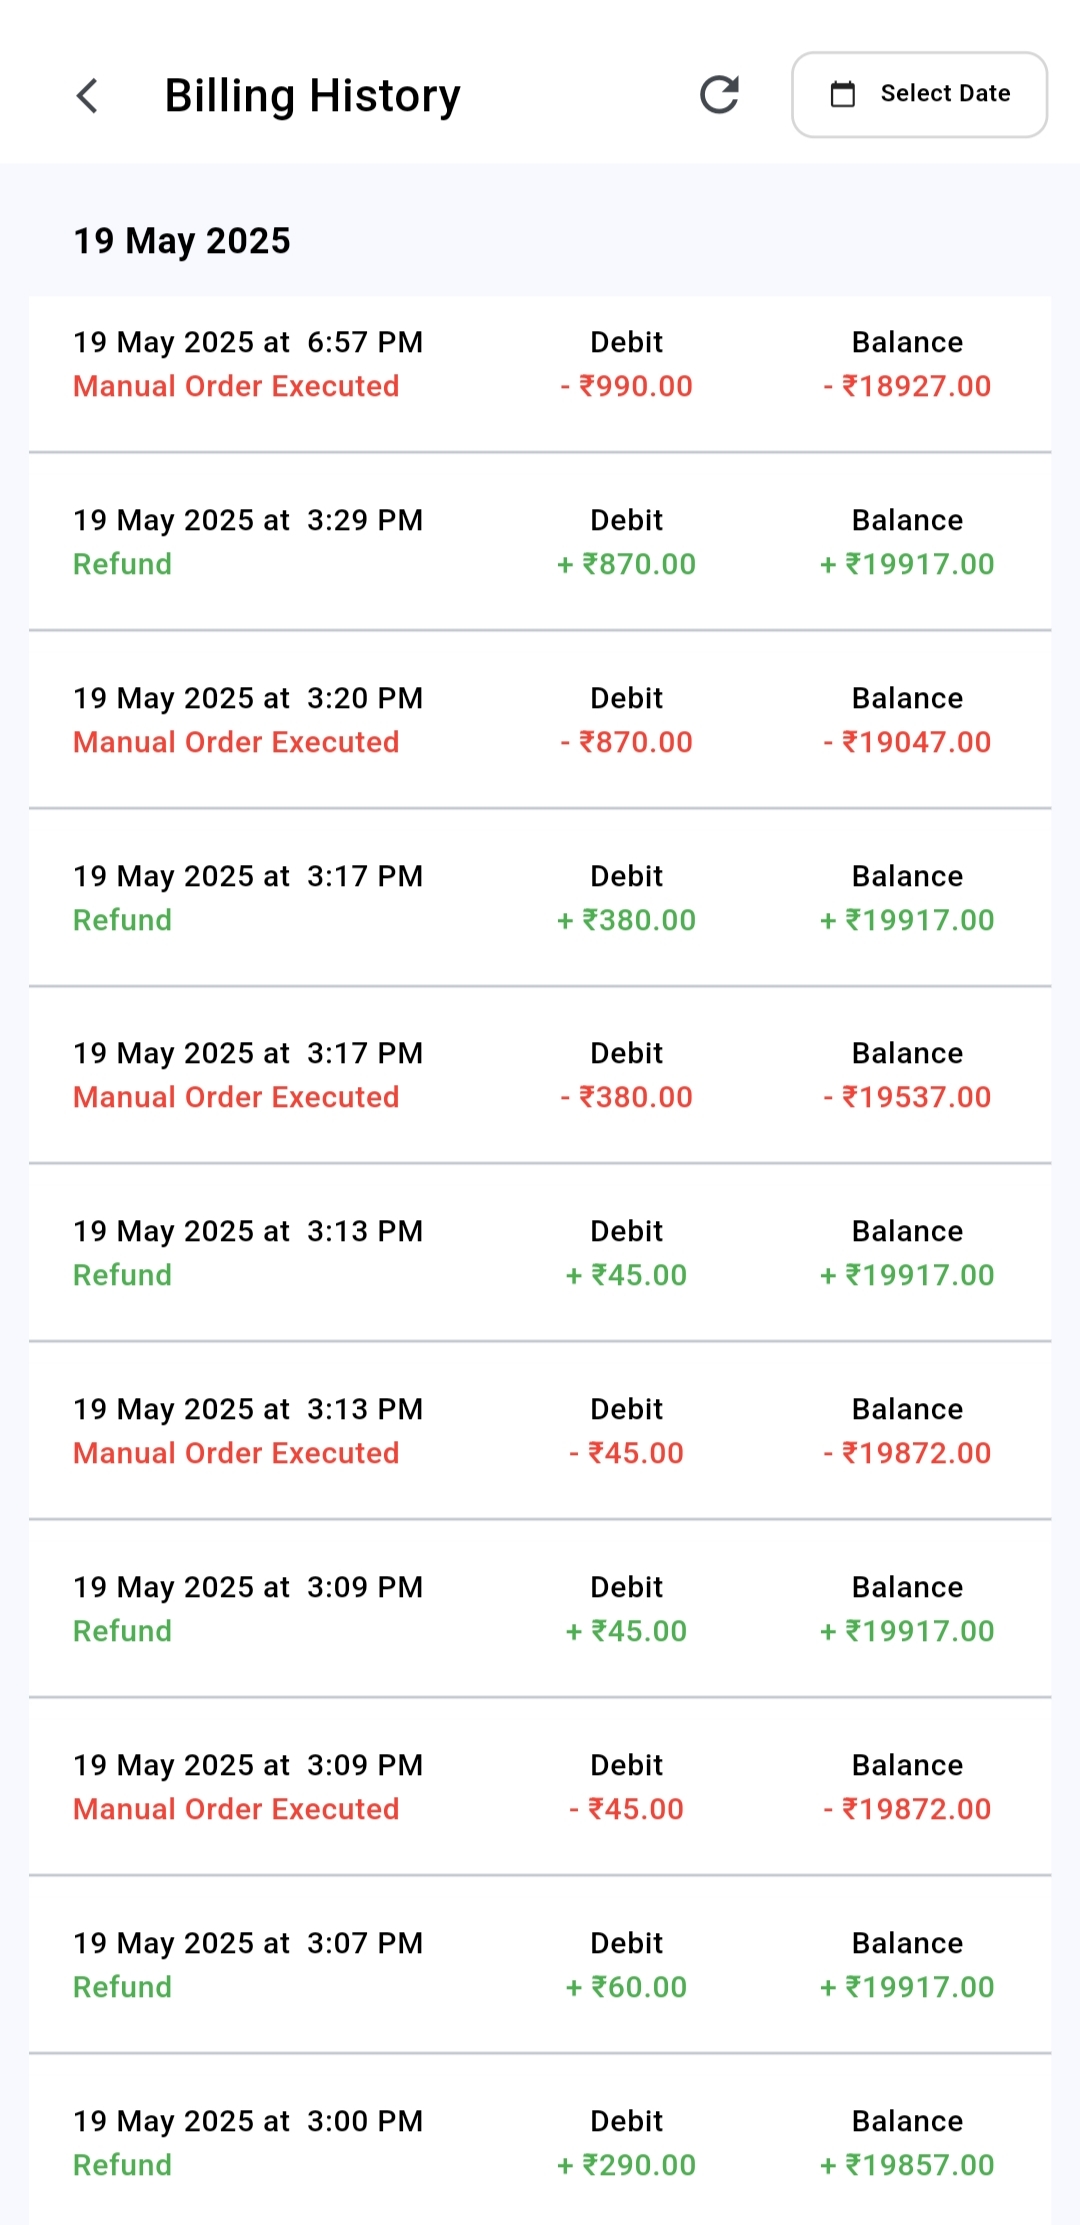 Billing History
Select Date
19 May 2025
19 May 2025 at 6:57 PM Debit Balance
Manual Order Executed - ₹990.00 - ₹18927.00
19 May 2025 at 3:29 PM Debit Balance
Refund + ₹870.00 + ₹19917.00
19 May 2025 at 3:20 PM Debit Balance
Manual Order Executed - ₹870.00 - ₹19047.00
19 May 2025 at 3:17 PM Debit Balance
Refund + ₹380.00 + ₹19917.00
19 May 2025 at 3:17 PM Debit Balance
Manual Order Executed - ₹380.00 - ₹19537.00
19 May 2025 at 3:13 PM Debit Balance
Refund + ₹45.00 + ₹19917.00
19 May 2025 at 3:13 PM Debit Balance
Manual Order Executed - ₹45.00 - ₹19872.00
19 May 2025 at 3:09 PM Debit Balance
Refund + ₹45.00 + ₹19917.00
19 May 2025 at 3:09 PM Debit Balance
Manual Order Executed - ₹45.00 - ₹19872.00
19 May 2025 at 3:07 PM Debit Balance
Refund + ₹60.00 + ₹19917.00
19 May 2025 at 3:00 PM Debit Balance
Refund + ₹290.00 + ₹19857.00